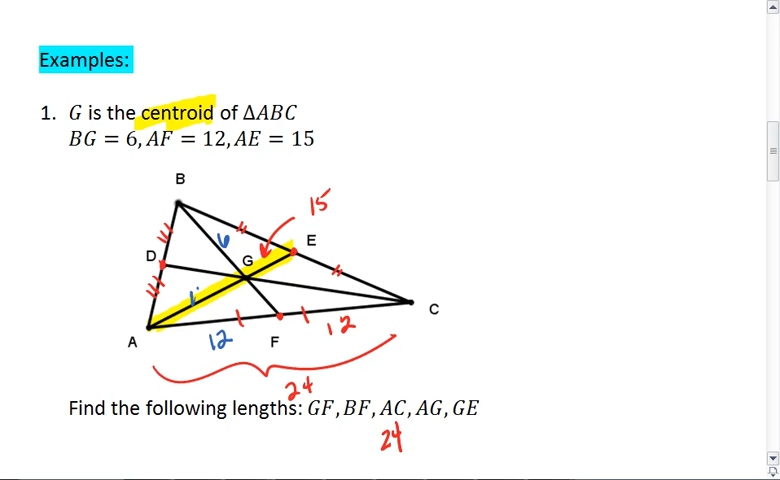 Examples:
1. G is the centroid of ΔABC
BG = 6, AF = 12, AE = 15
B
15
6
E
D
G
C
12
A
12
F
24
Find the following lengths: GF, BF, AC, AG, GE
24